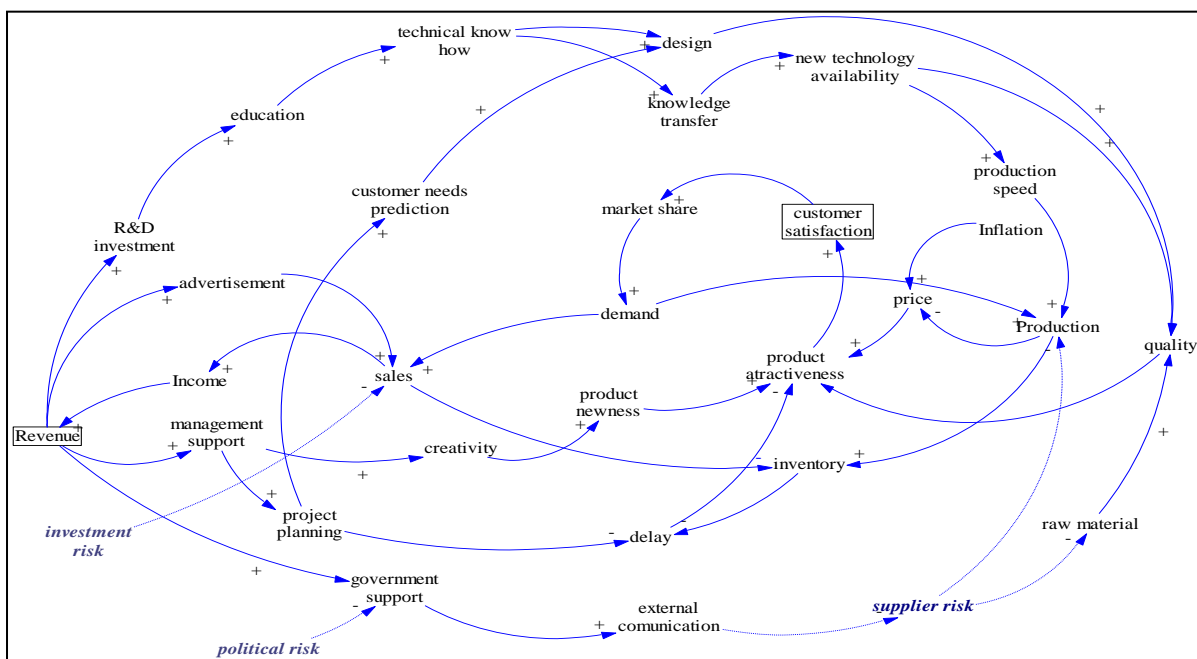 technical know
how
design
new technology
availability
knowledge
transfer
education
production
speed
customer needs
prediction
market share
customer
satisfaction
R&D
investment
Inflation
advertisement
price
demand
Production
quality
Income
sales
product
atractiveness
product
newness
Revenue
management
support
creativity
inventory
project
planning
investment
risk
delay
raw material
government
support
external
comunication
supplier risk
political risk